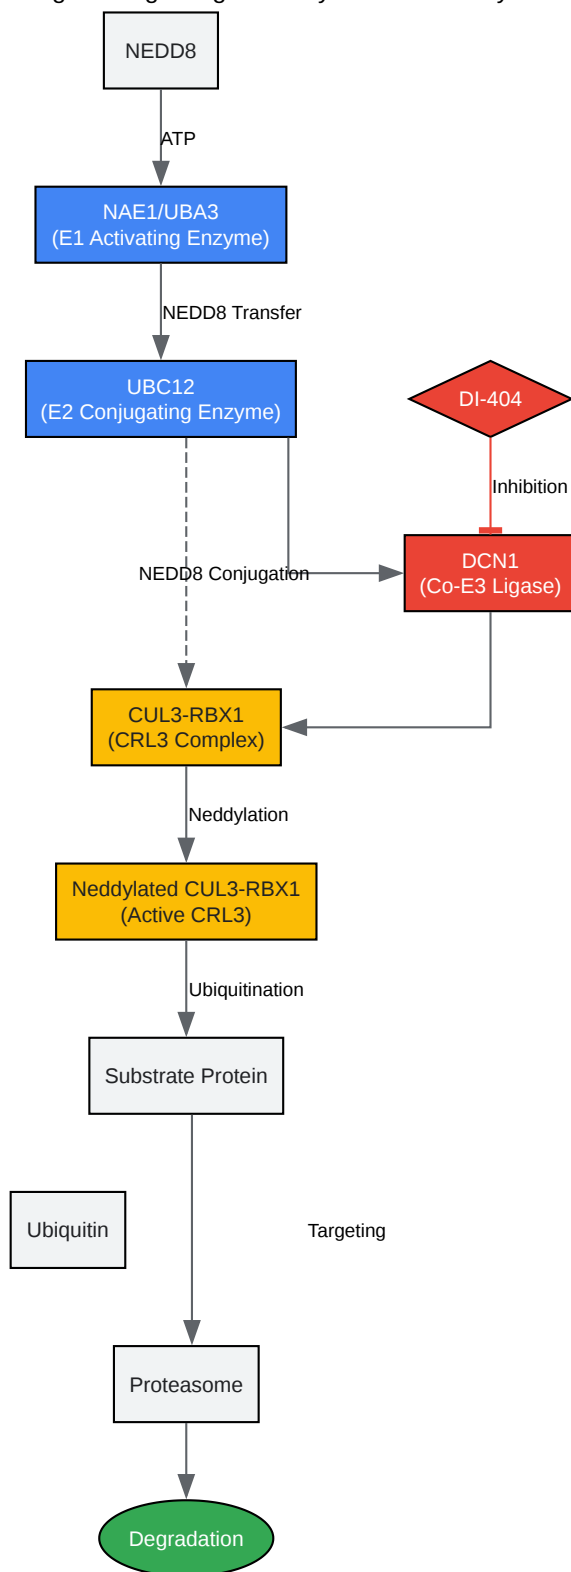 NEDD8
ATP
NAE1/UBA3
(E1 Activating Enzyme)
NEDD8 Transfer
UBC12
(E2 Conjugating Enzyme)
DI-404
Inhibition
DCN1
(Co-E3 Ligase)
NEDD8 Conjugation
CUL3-RBX1
(CRL3 Complex)
Neddylation
Neddylated CUL3-RBX1
(Active CRL3)
Ubiquitination
Substrate Protein
Ubiquitin
Targeting
Proteasome
Degradation